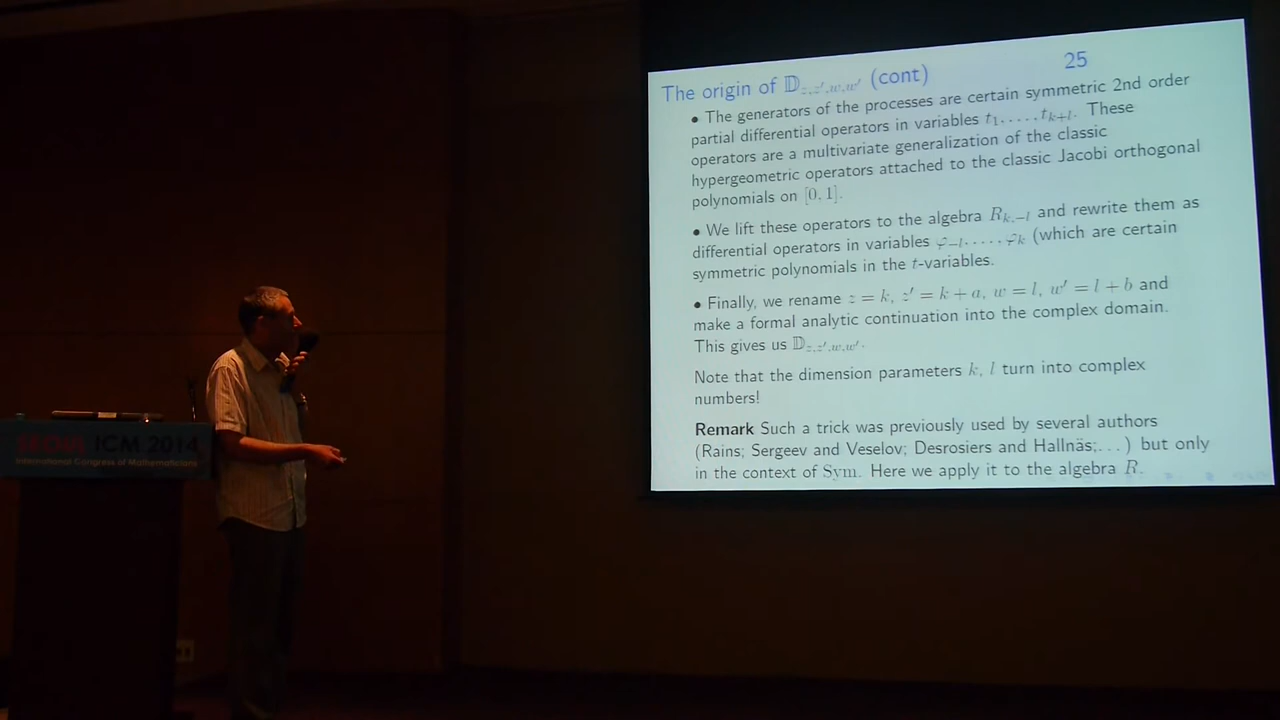 The origin of 𝔻z,z′,w,w′ (cont)
25
• The generators of the processes are certain symmetric 2nd order
partial differential operators in variables t1, . . . , tk+l. These
operators are a multivariate generalization of the classic
hypergeometric operators attached to the classic Jacobi orthogonal
polynomials on [0, 1].
• We lift these operators to the algebra Rk,−l and rewrite them as
differential operators in variables φ̂−l, . . . , φ̂k (which are certain
symmetric polynomials in the t-variables.
• Finally, we rename z = k, z′ = k + a, w = l, w′ = l + b and
make a formal analytic continuation into the complex domain.
This gives us 𝔻z,z′,w,w′.
Note that the dimension parameters k, l turn into complex
numbers!
Remark Such a trick was previously used by several authors
(Rains; Sergeev and Veselov; Desrosiers and Hallnäs;. . . ) but only
in the context of Sym. Here we apply it to the algebra R.
SEOUL ICM 2014
International Congress of Mathematicians